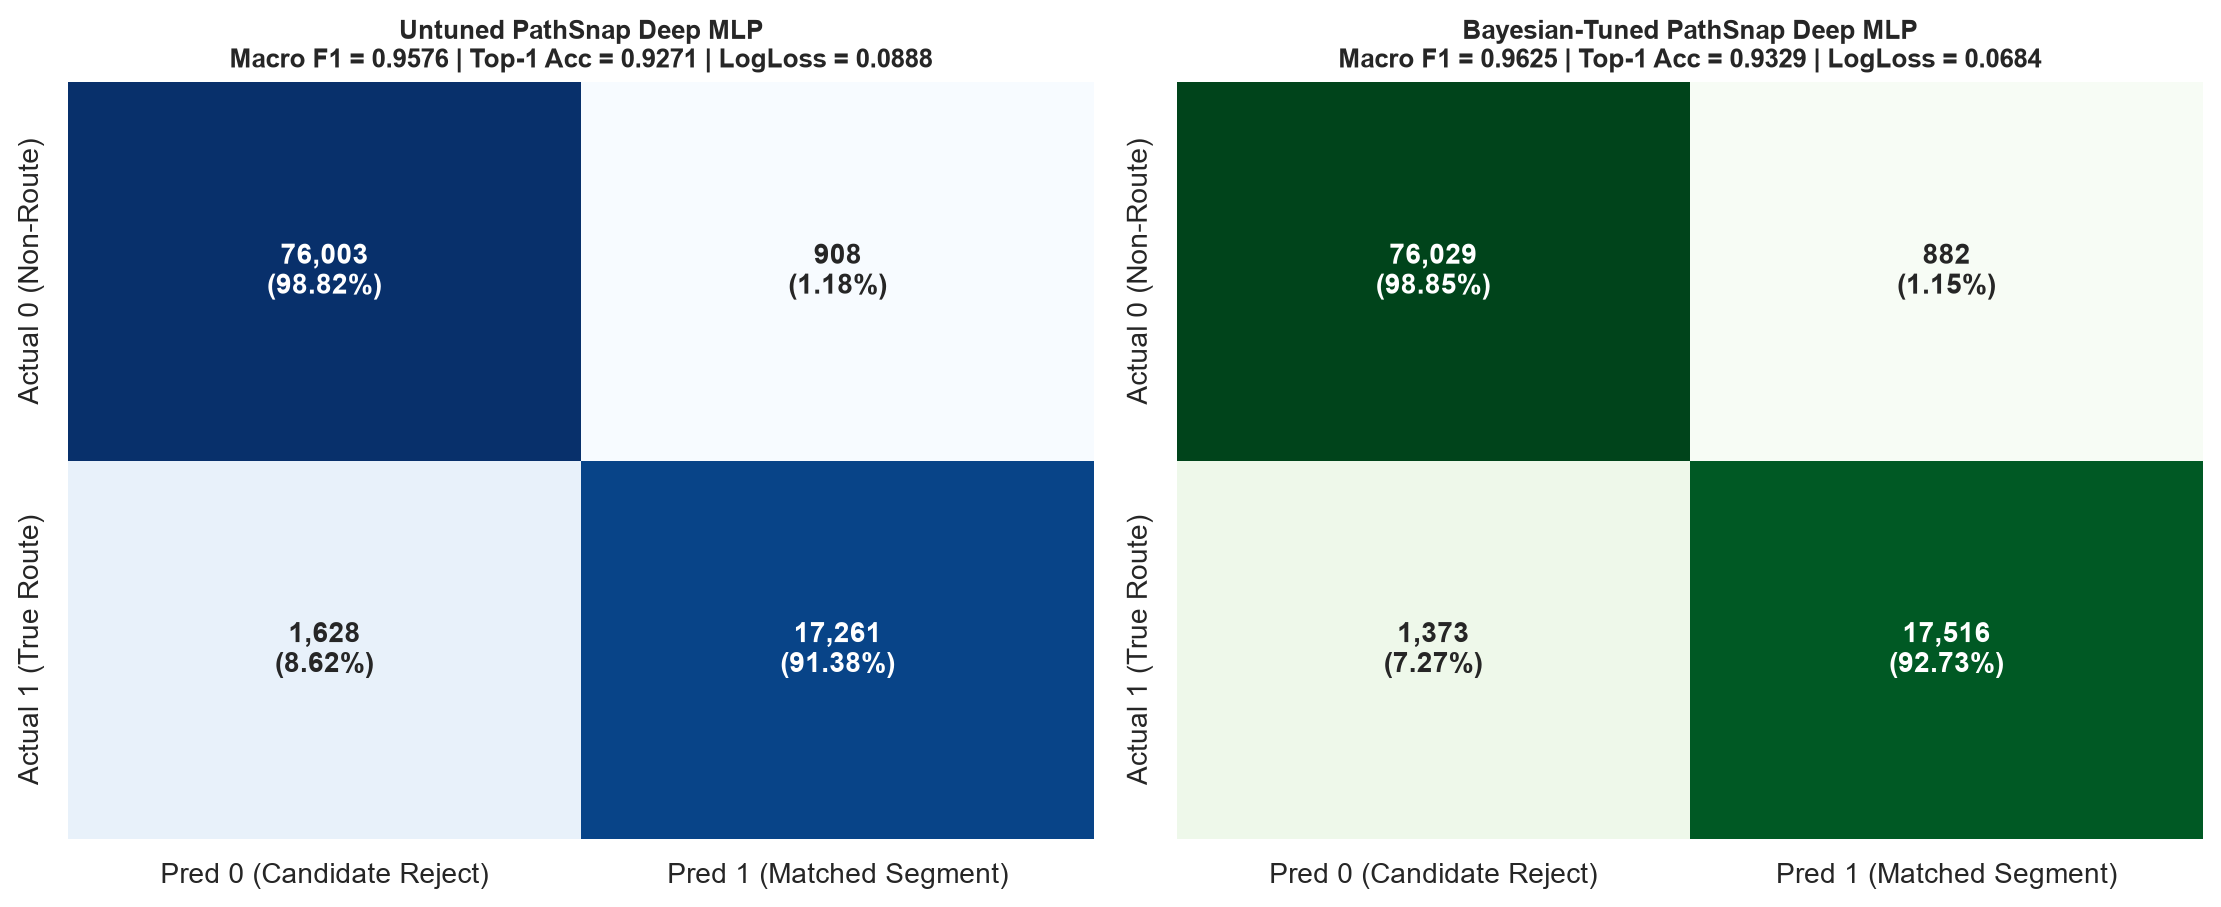 Untuned PathSnap Deep MLP
Macro F1 = 0.9576 | Top-1 Acc = 0.9271 | LogLoss = 0.0888
Actual 0 (Non-Route)
76,003
(98.82%)
908
(1.18%)
Actual 1 (True Route)
1,628
(8.62%)
17,261
(91.38%)
Pred 0 (Candidate Reject)
Pred 1 (Matched Segment)
Bayesian-Tuned PathSnap Deep MLP
Macro F1 = 0.9625 | Top-1 Acc = 0.9329 | LogLoss = 0.0684
Actual 0 (Non-Route)
76,029
(98.85%)
882
(1.15%)
Actual 1 (True Route)
1,373
(7.27%)
17,516
(92.73%)
Pred 0 (Candidate Reject)
Pred 1 (Matched Segment)